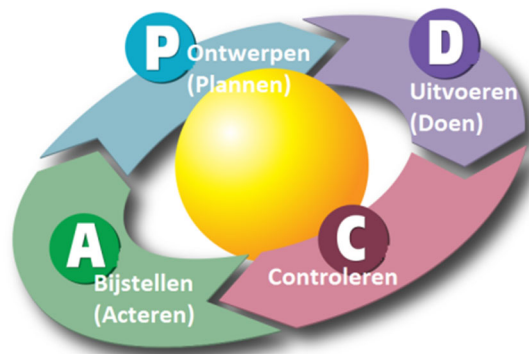 P
Ontwerpen
(Plannen)
D
Uitvoeren
(Doen)
C
Controleren
A
Bijstellen
(Acteren)